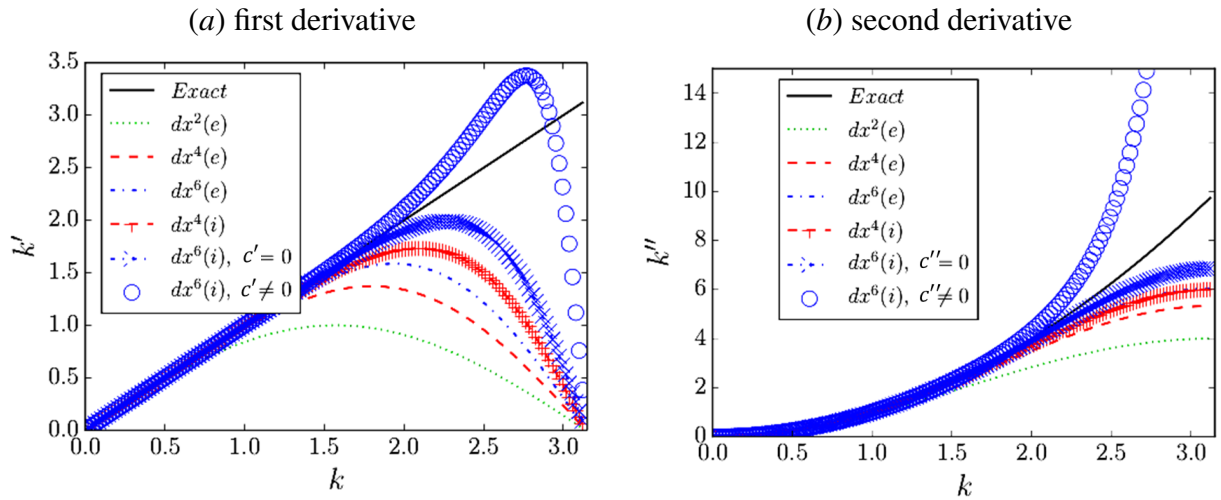 (a) first derivative
(b) second derivative
3.5
3.0
2.5
2.0
1.5
1.0
0.5
0.0
k′
Exact
dx²(e)
dx⁴(e)
dx⁶(e)
dx⁴(i)
dx⁶(i), c′= 0
dx⁶(i), c′≠ 0
0.0 0.5 1.0 1.5 2.0 2.5 3.0
k
14
12
10
8
6
4
2
0
k″
Exact
dx²(e)
dx⁴(e)
dx⁶(e)
dx⁴(i)
dx⁶(i), c″= 0
dx⁶(i), c″≠ 0
0.0 0.5 1.0 1.5 2.0 2.5 3.0
k